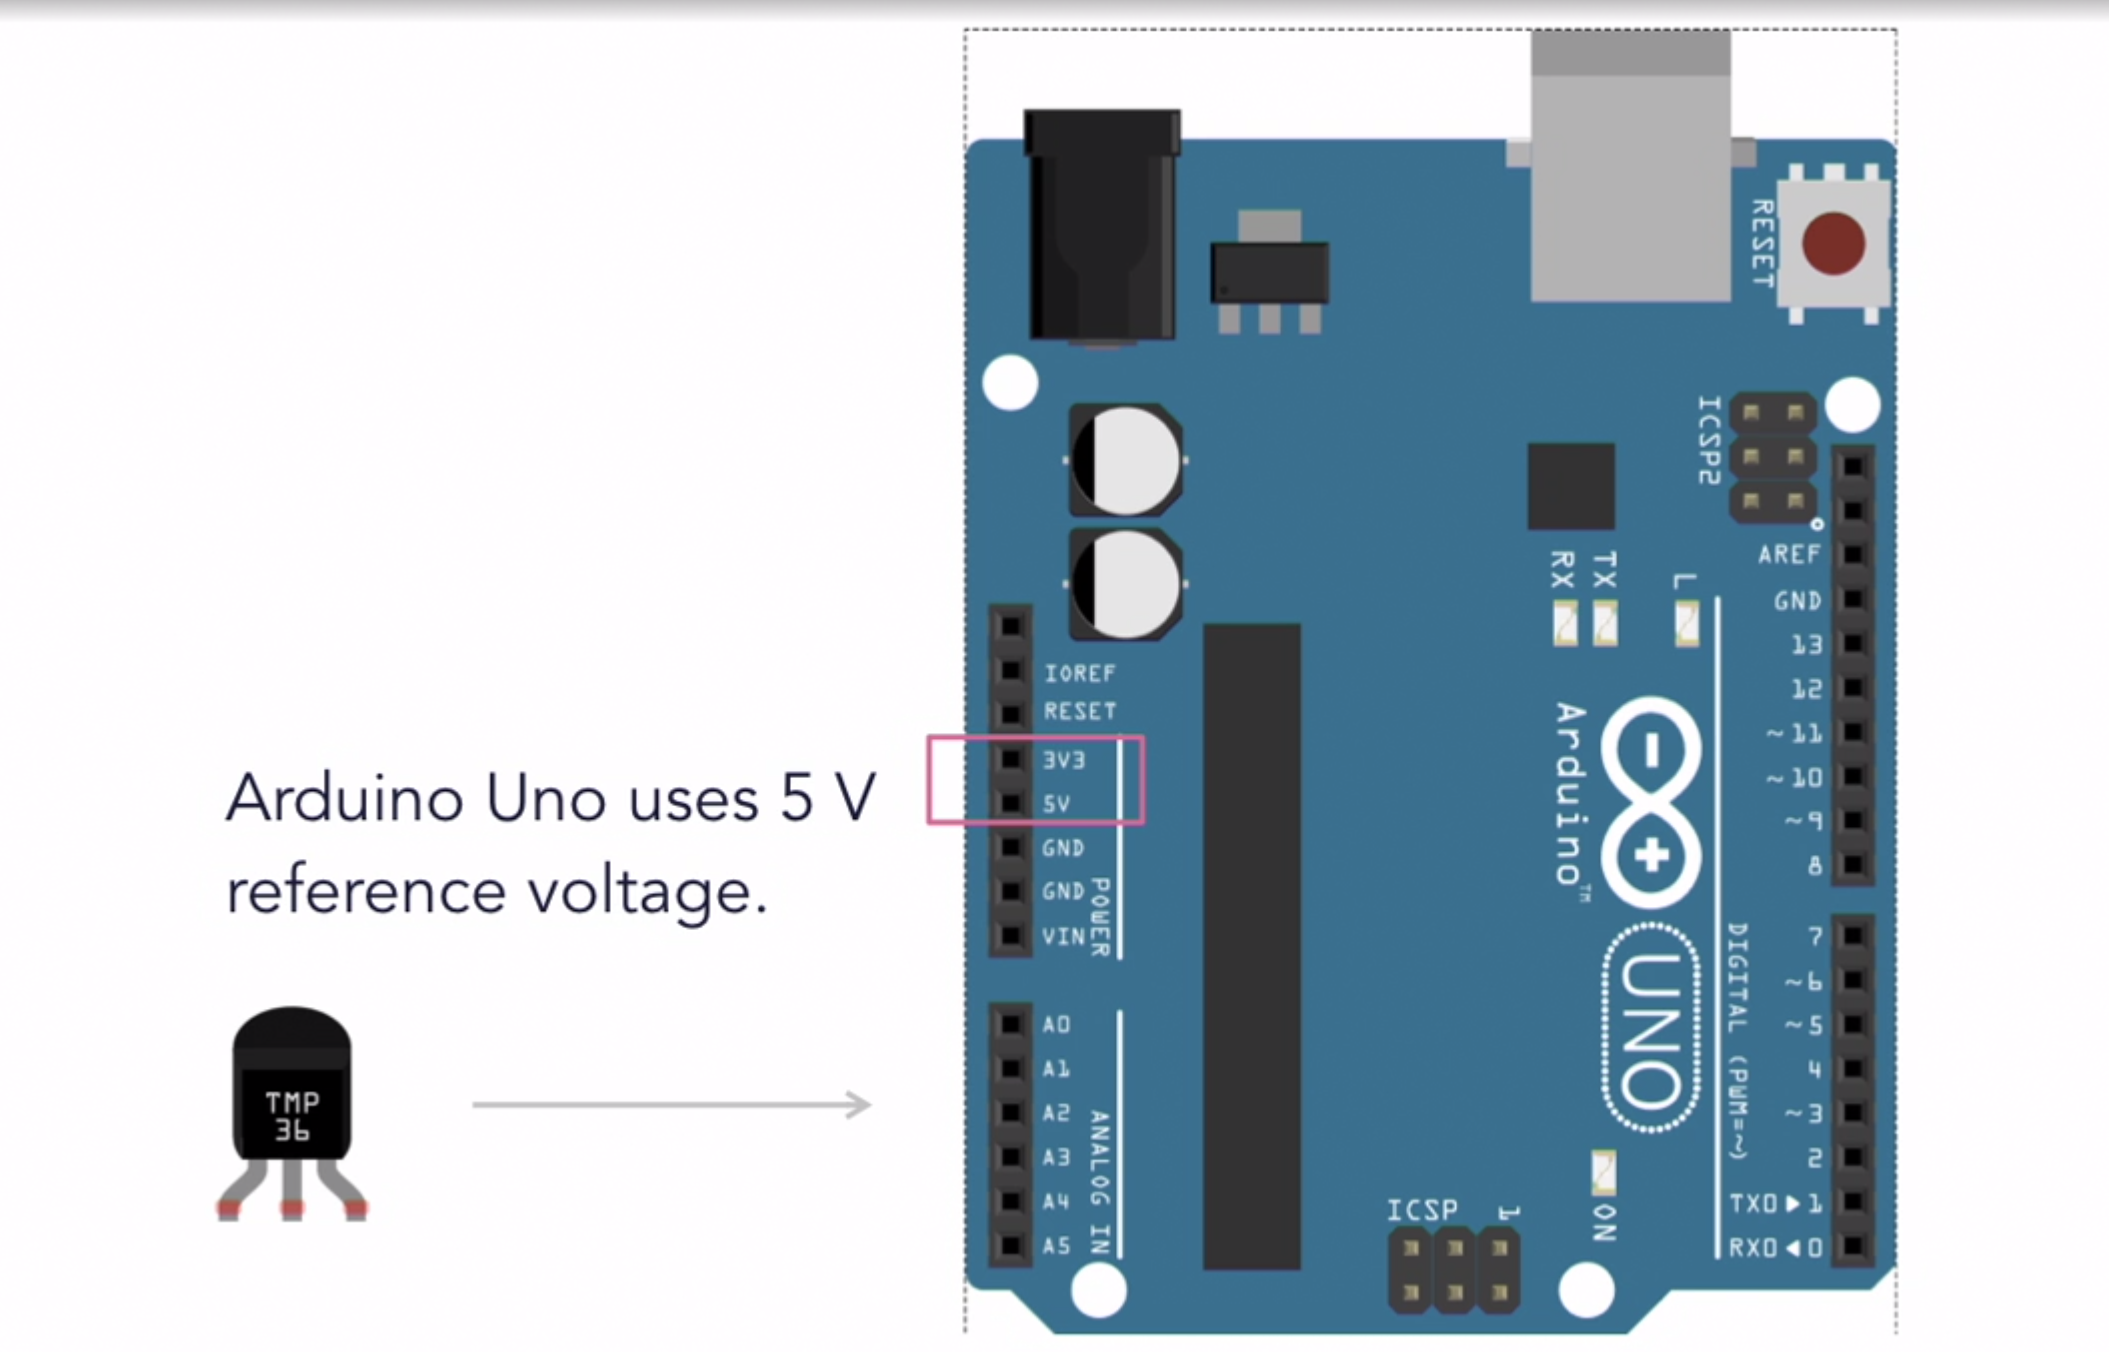 Arduino Uno uses 5 V
reference voltage.
TMP
36
RESET
ICSP2
RX
TX
L
AREF
GND
13
12
~11
~10
~9
8
7
~6
~5
4
~3
2
TX0▶1
RX0◀0
DIGITAL (PWM=~)
IOREF
RESET
3V3
5V
GND
GND
VIN
POWER
A0
A1
A2
A3
A4
A5
ANALOG IN
Arduino™
UNO
ON
ICSP
1